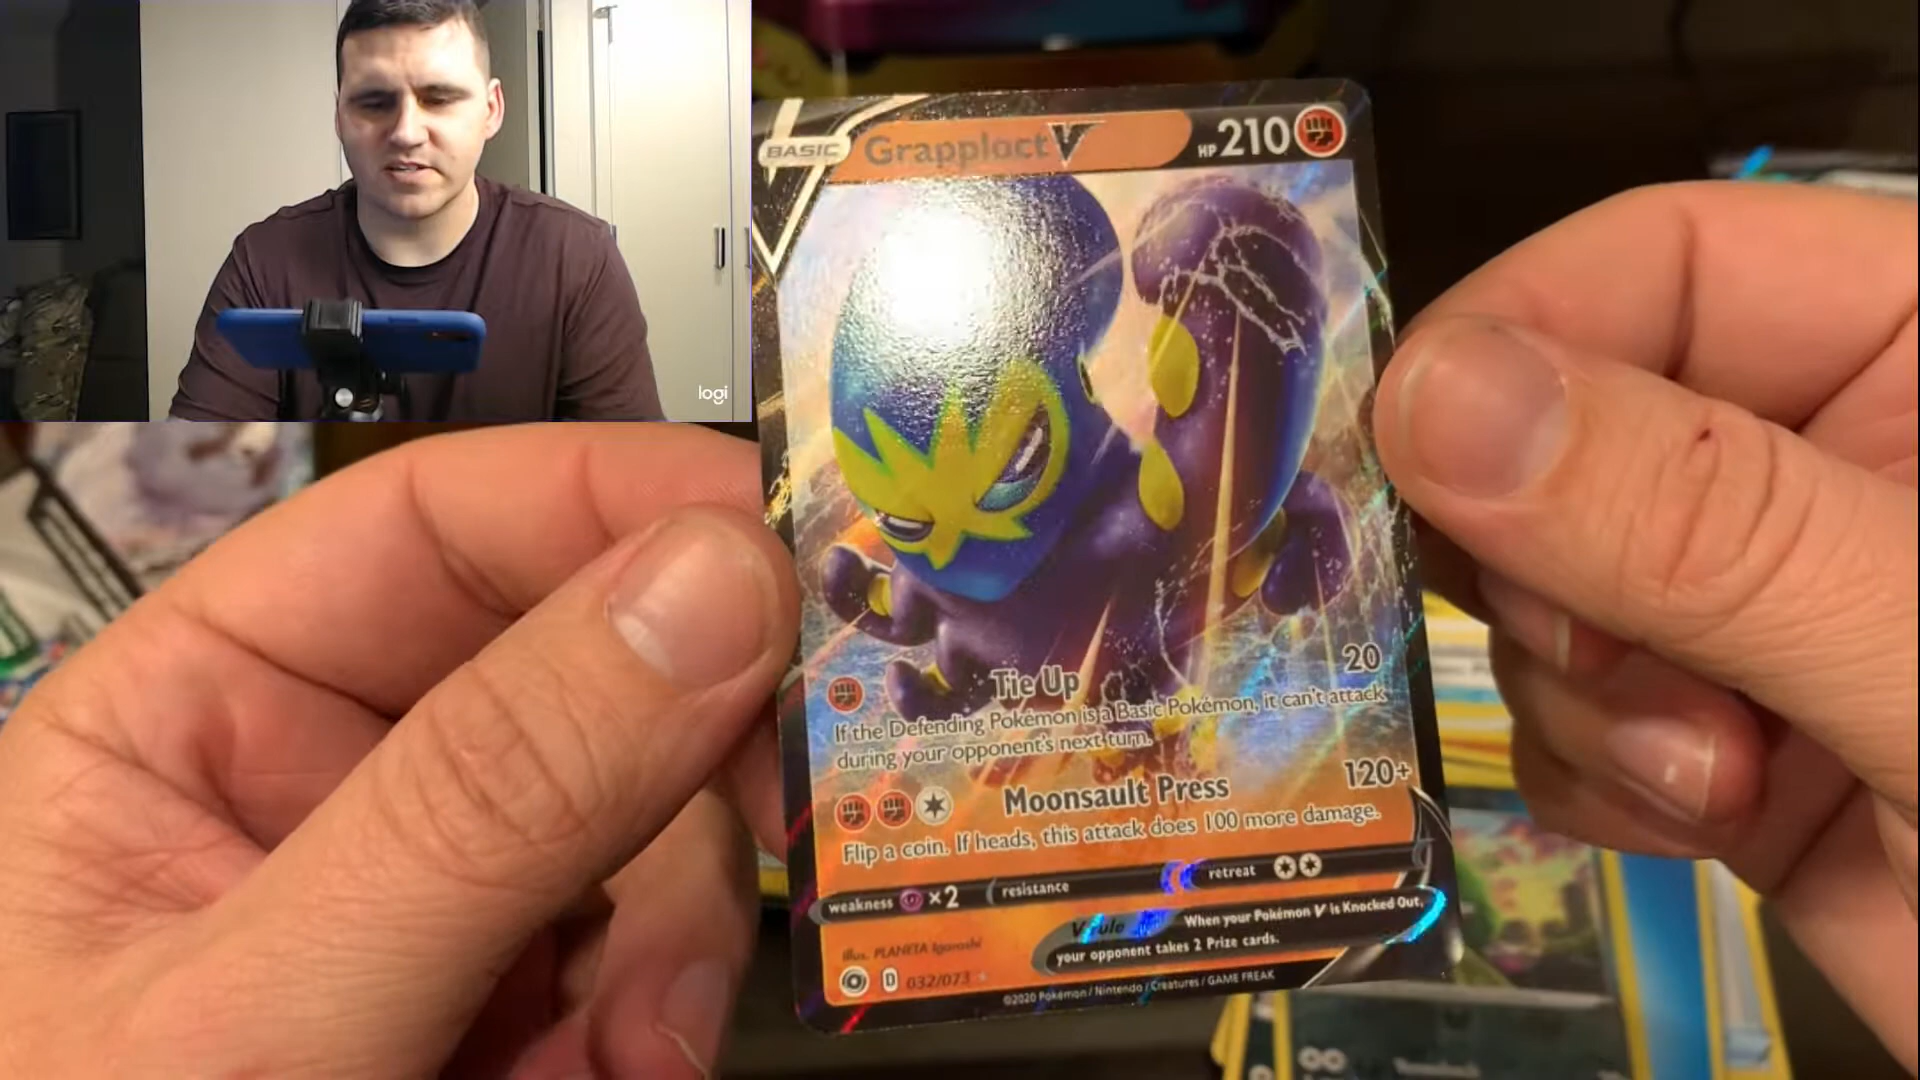 logi
BASIC
Grapploct V
HP 210
Tie Up
20
If the Defending Pokémon is a Basic Pokémon, it can't attack
during your opponent's next turn.
Moonsault Press
120+
Flip a coin. If heads, this attack does 100 more damage.
weakness ×2
resistance
retreat
V rule
When your Pokémon V is Knocked Out,
your opponent takes 2 Prize cards.
Illus. PLANETA Igarashi
D 032/073
©2020 Pokémon / Nintendo / Creatures / GAME FREAK